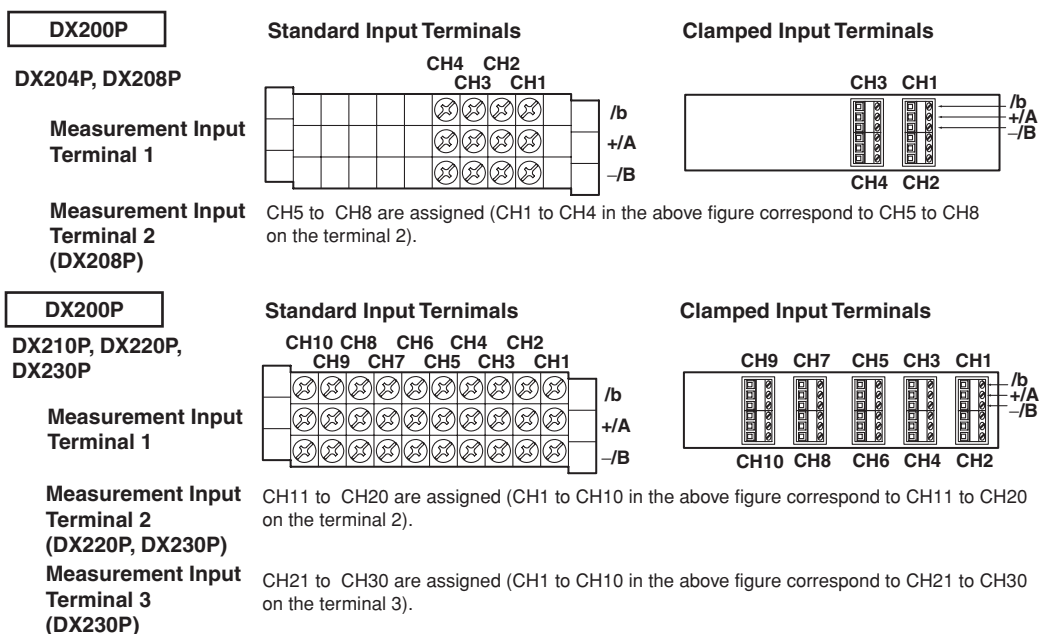 DX200P
Standard Input Terminals
Clamped Input Terminals
DX204P, DX208P
CH4 CH2
CH3 CH1
CH3 CH1
Measurement Input
Terminal 1
/b
+/A
–/B
/b
+/A
–/B
CH4 CH2
Measurement Input
Terminal 2
(DX208P)
CH5 to CH8 are assigned (CH1 to CH4 in the above figure correspond to CH5 to CH8
on the terminal 2).
DX200P
Standard Input Ternimals
Clamped Input Terminals
DX210P, DX220P,
DX230P
CH10 CH8 CH6 CH4 CH2
CH9 CH7 CH5 CH3 CH1
CH9 CH7 CH5 CH3 CH1
Measurement Input
Terminal 1
/b
+/A
–/B
/b
+/A
–/B
CH10 CH8 CH6 CH4 CH2
Measurement Input
Terminal 2
(DX220P, DX230P)
CH11 to CH20 are assigned (CH1 to CH10 in the above figure correspond to CH11 to CH20
on the terminal 2).
Measurement Input
Terminal 3
(DX230P)
CH21 to CH30 are assigned (CH1 to CH10 in the above figure correspond to CH21 to CH30
on the terminal 3).